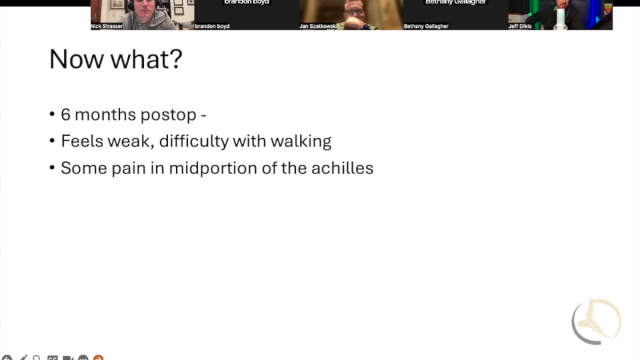 brandon boyd
Bethany Gallagher
Nick Strasser
brandon boyd
Jan Szatkowski
Bethany Gallagher
Jeff Dikis
Now what?
• 6 months postop -
• Feels weak, difficulty with walking
• Some pain in midportion of the achilles